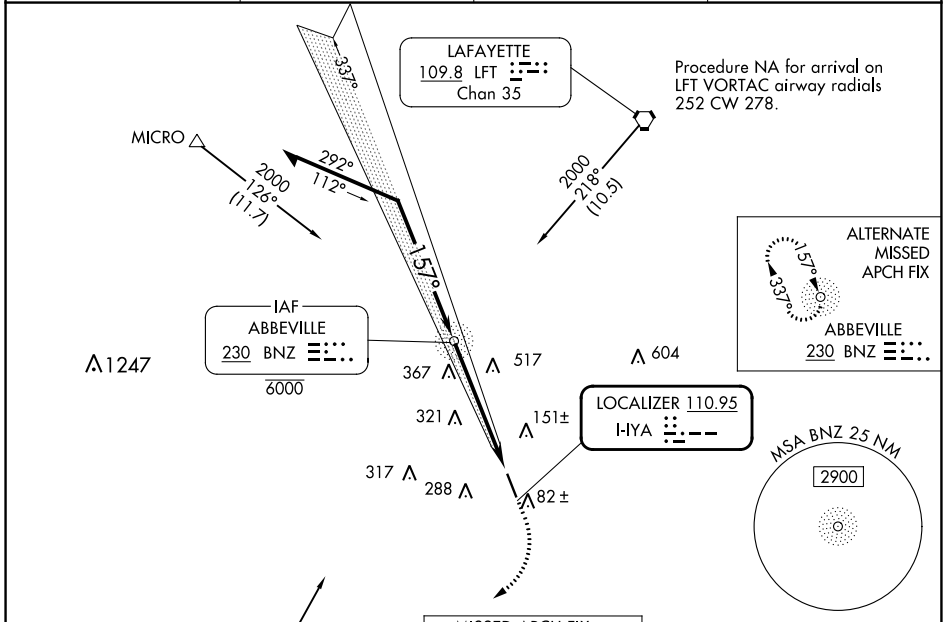 LAFAYETTE
109.8 LFT
Chan 35
Procedure NA for arrival on
LFT VORTAC airway radials
252 CW 278.
337°
MICRO
2000
126°
(11.7)
292°
112°
2000
218°
(10.5)
157°
ALTERNATE
MISSED
APCH FIX
157°
337°
ABBEVILLE
230 BNZ
IAF
ABBEVILLE
230 BNZ
6000
1247
367
517
604
321
151±
LOCALIZER 110.95
I-IYA
317
288
82±
MSA BNZ 25 NM
2900